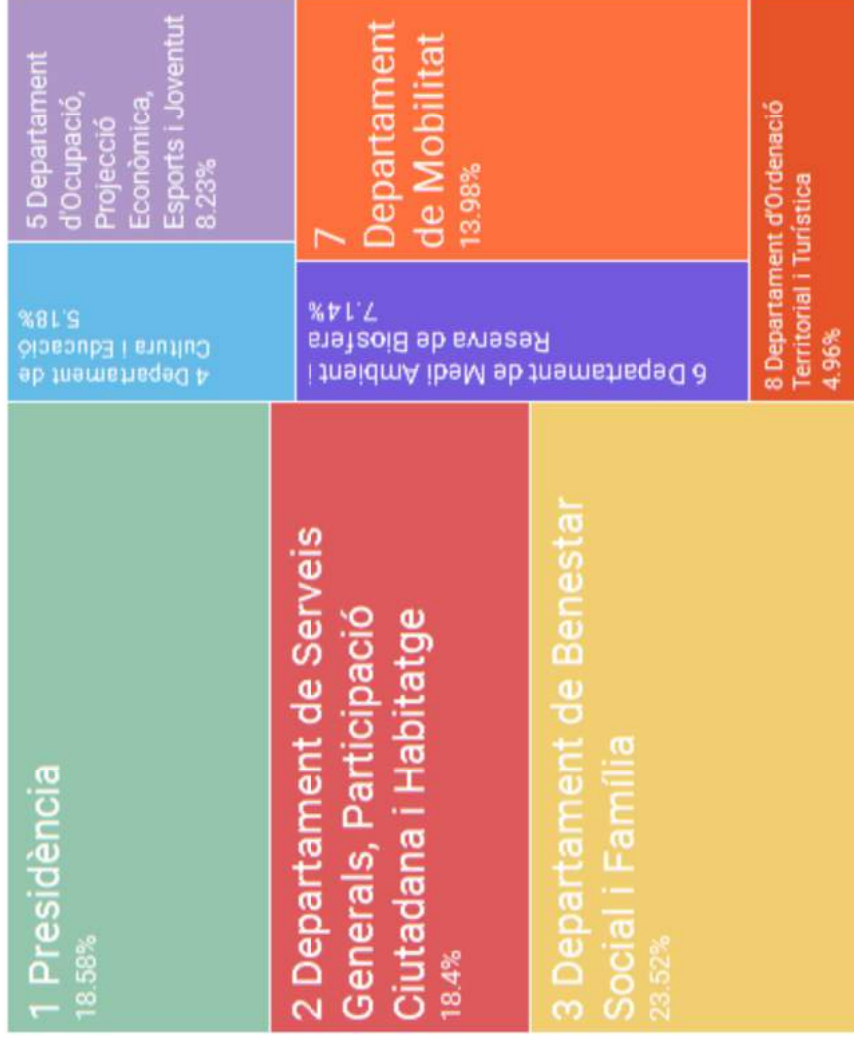 1 Presidència
18.58%
2 Departament de Serveis
Generals, Participació
Ciutadana i Habitatge
18.4%
3 Departament de Benestar
Social i Família
23.52%
4 Departament de
Cultura i Educació
5.18%
5 Departament
d'Ocupació,
Projecció
Econòmica,
Esports i Joventut
8.23%
6 Departament de Medi Ambient i
Reserva de Biosfera
7.14%
7
Departament
de Mobilitat
13.98%
8 Departament d'Ordenació
Territorial i Turística
4.96%